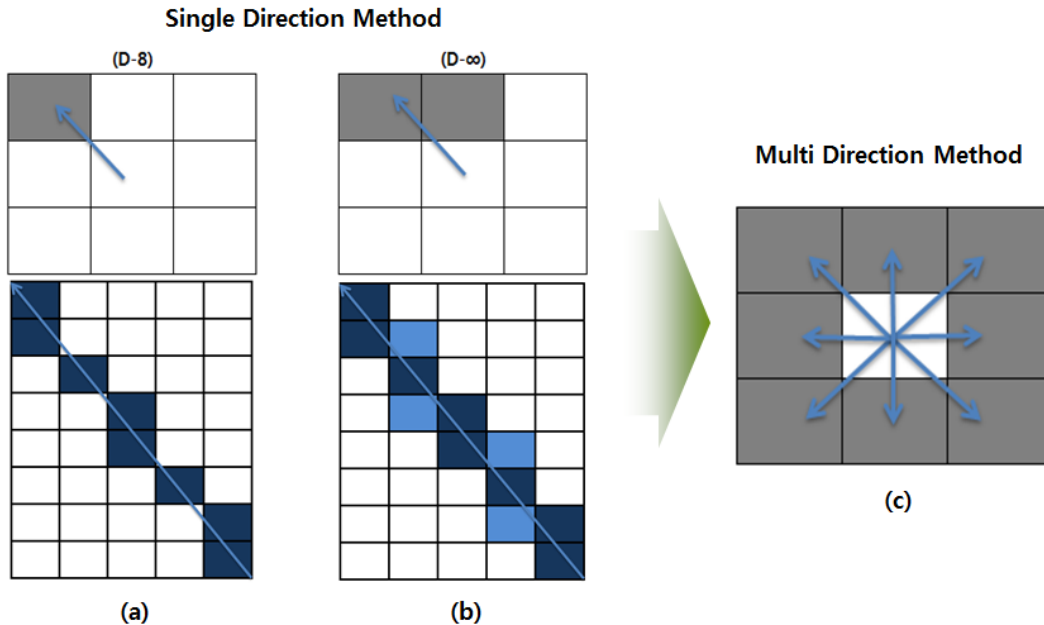 Single Direction Method
(D-8)
(D-∞)
Multi Direction Method
(a)
(b)
(c)